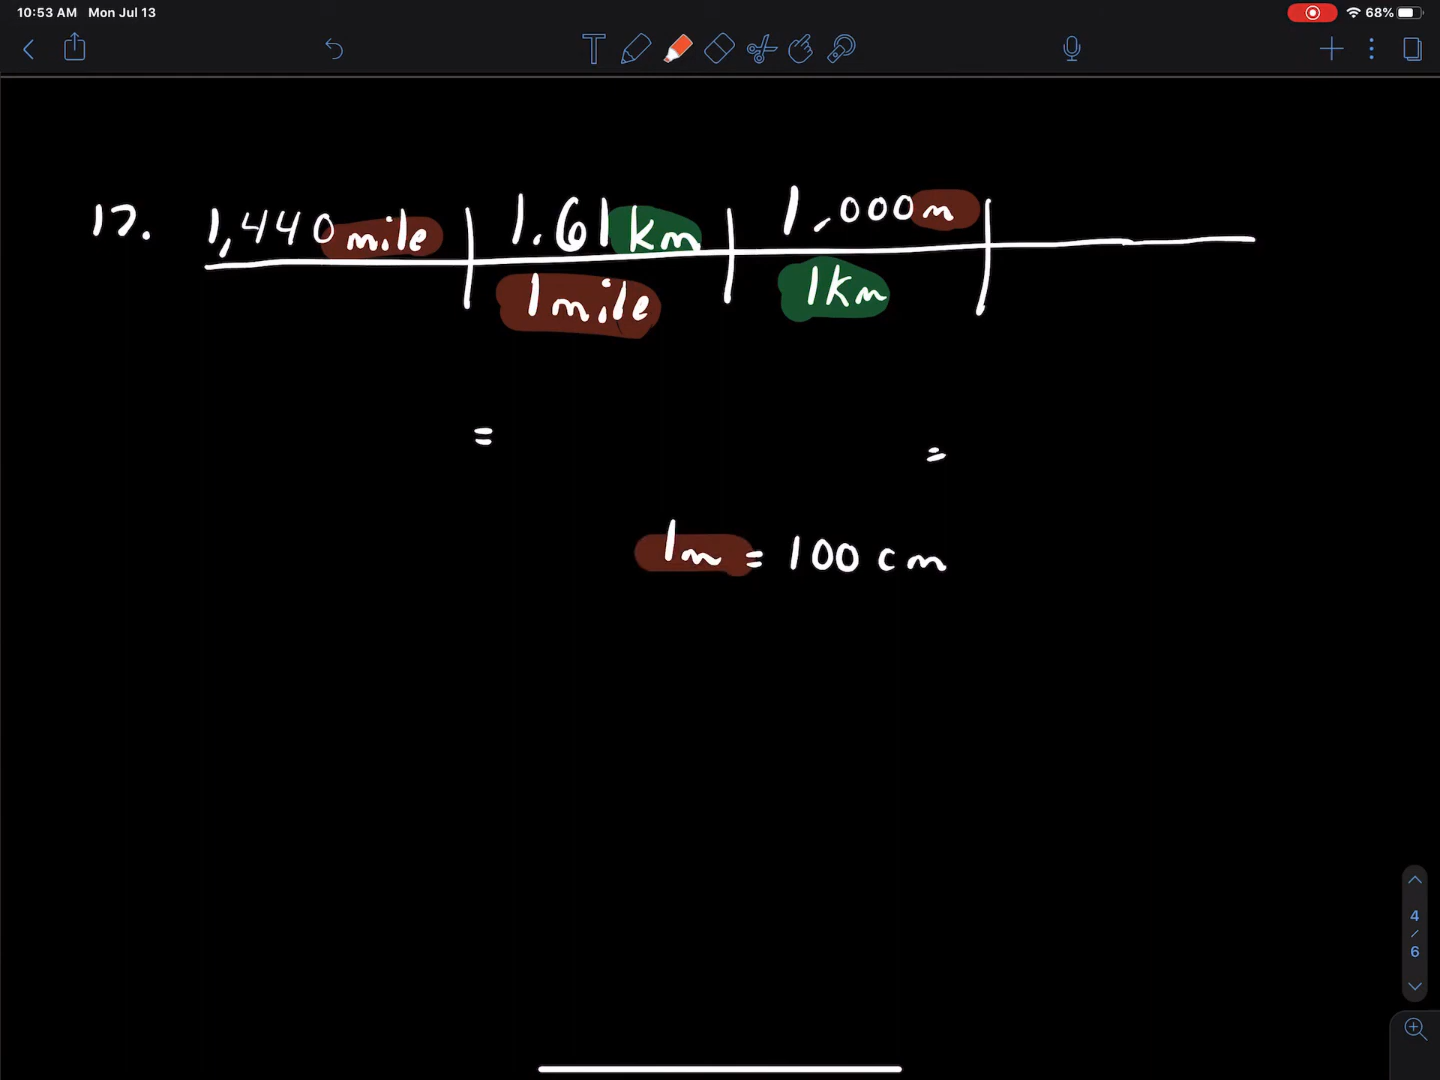 10:53 AM Mon Jul 13 68%
T
17. 1,440 mile 1.61 km 1,000 m
1 mile 1 km
= =
1m = 100 cm
4
/
6